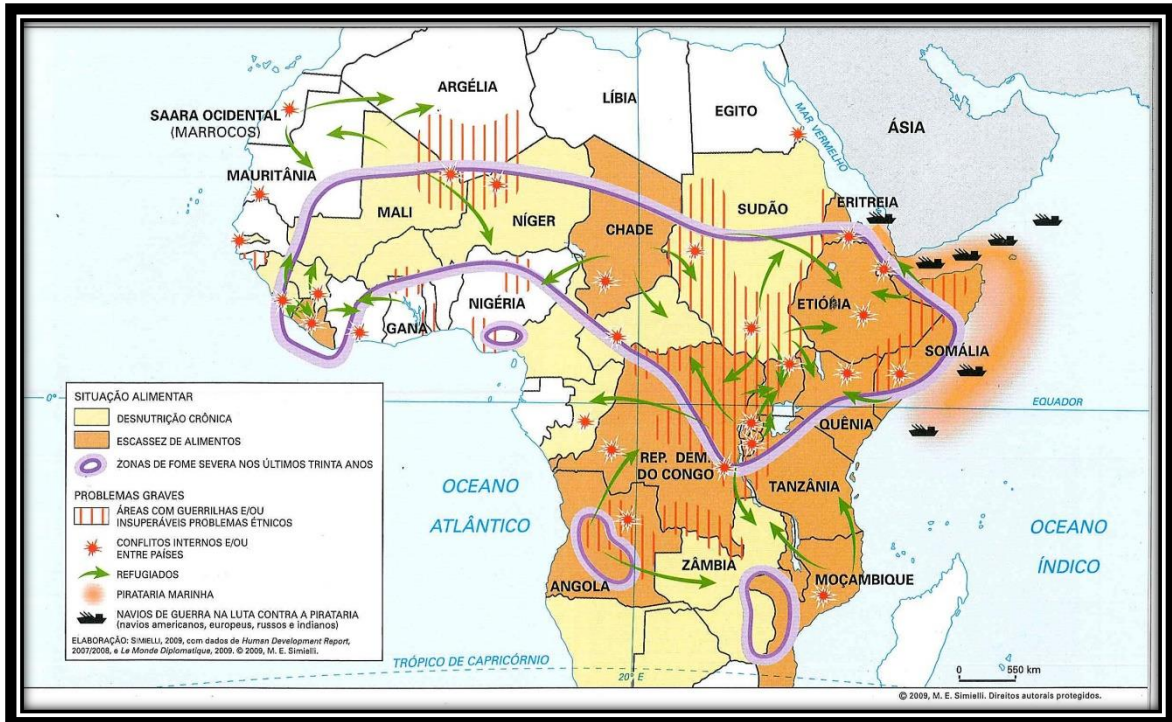 ARGÉLIA
LÍBIA
EGITO
MAR VERMELHO
ÁSIA
SAARA OCIDENTAL
(MARROCOS)
MAURITÂNIA
MALI
NÍGER
CHADE
SUDÃO
ERITREIA
NIGÉRIA
GANA
ETIÓPIA
SOMÁLIA
0°
EQUADOR
QUÊNIA
REP. DEM.
DO CONGO
TANZÂNIA
OCEANO
ATLÂNTICO
OCEANO
ÍNDICO
ANGOLA
ZÂMBIA
MOÇAMBIQUE
SITUAÇÃO ALIMENTAR
DESNUTRIÇÃO CRÔNICA
ESCASSEZ DE ALIMENTOS
ZONAS DE FOME SEVERA NOS ÚLTIMOS TRINTA ANOS
PROBLEMAS GRAVES
ÁREAS COM GUERRILHAS E/OU
INSUPERÁVEIS PROBLEMAS ÉTNICOS
CONFLITOS INTERNOS E/OU
ENTRE PAÍSES
REFUGIADOS
PIRATARIA MARINHA
NAVIOS DE GUERRA NA LUTA CONTRA A PIRATARIA
(navios americanos, europeus, russos e indianos)
ELABORAÇÃO: SIMIELLI, 2009, com dados de Human Development Report,
2007/2008, e Le Monde Diplomatique, 2009. © 2009, M. E. Simielli.
TRÓPICO DE CAPRICÓRNIO
20° E
0 550 km
© 2009, M. E. Simielli. Direitos autorais protegidos.